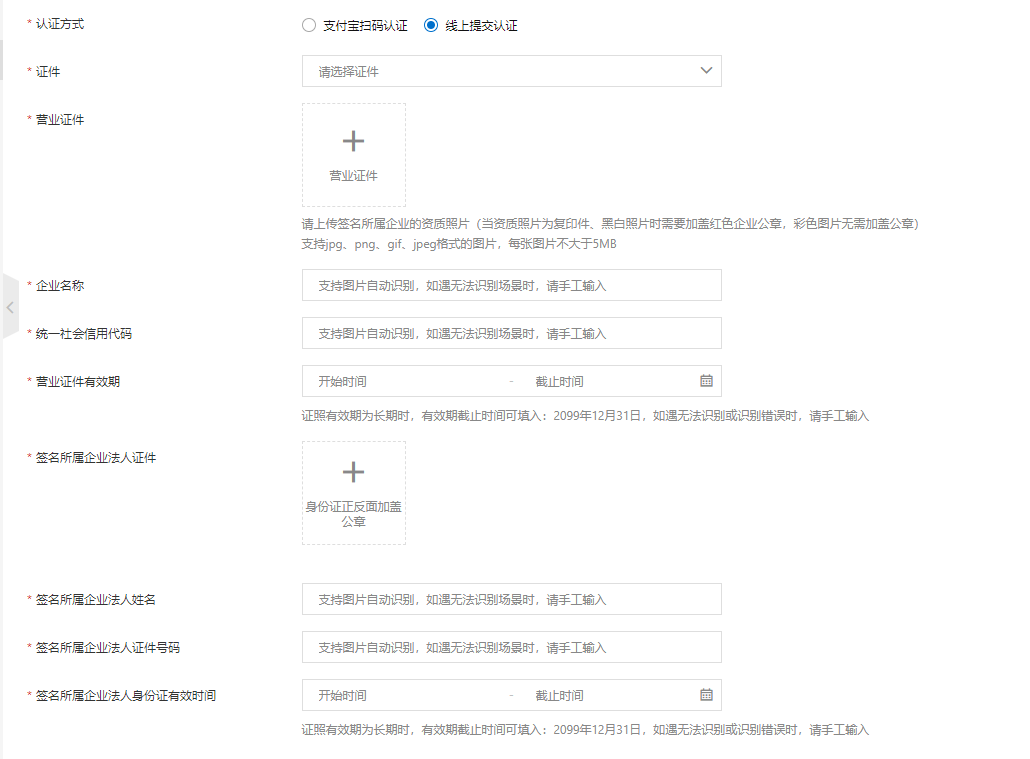 * 认证方式 支付宝扫码认证 线上提交认证
* 证件 请选择证件
* 营业证件
营业证件
请上传签名所属企业的资质照片（当资质照片为复印件、黑白照片时需要加盖红色企业公章，彩色图片无需加盖公章）
支持jpg、png、gif、jpeg格式的图片，每张图片不大于5MB
* 企业名称 支持图片自动识别，如遇无法识别场景时，请手工输入
* 统一社会信用代码 支持图片自动识别，如遇无法识别场景时，请手工输入
* 营业证件有效期 开始时间 - 截止时间
证照有效期为长期时，有效期截止时间可填入：2099年12月31日，如遇无法识别或识别错误时，请手工输入
* 签名所属企业法人证件
身份证正反面加盖
公章
* 签名所属企业法人姓名 支持图片自动识别，如遇无法识别场景时，请手工输入
* 签名所属企业法人证件号码 支持图片自动识别，如遇无法识别场景时，请手工输入
* 签名所属企业法人身份证有效时间 开始时间 - 截止时间
证照有效期为长期时，有效期截止时间可填入：2099年12月31日，如遇无法识别或识别错误时，请手工输入